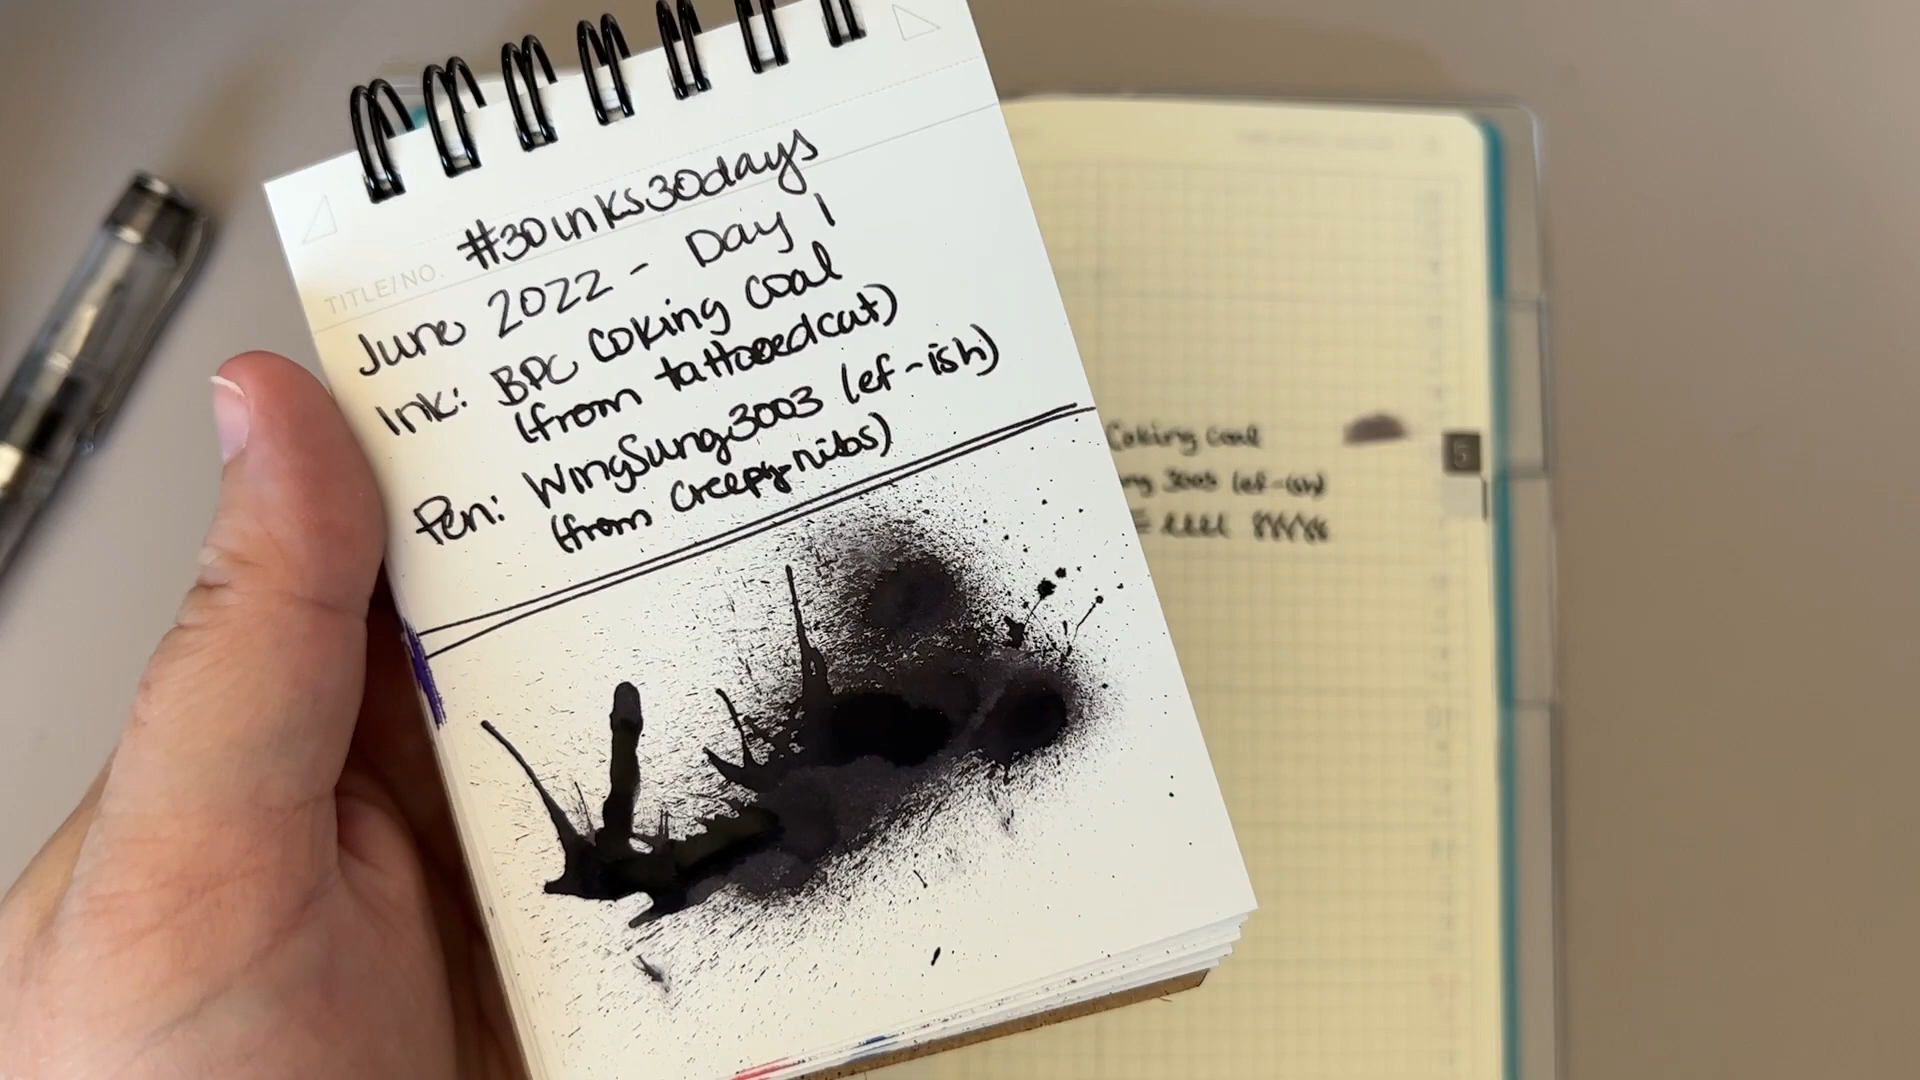 TITLE/NO.
#30inks30days
June 2022 - Day 1
Ink: BPC Coking Coal
(from tattooedcat)
Pen: WingSung3003 (ef-ish)
(from creepy-nibs)
Coking Coal
3003 (ef-ish)
5